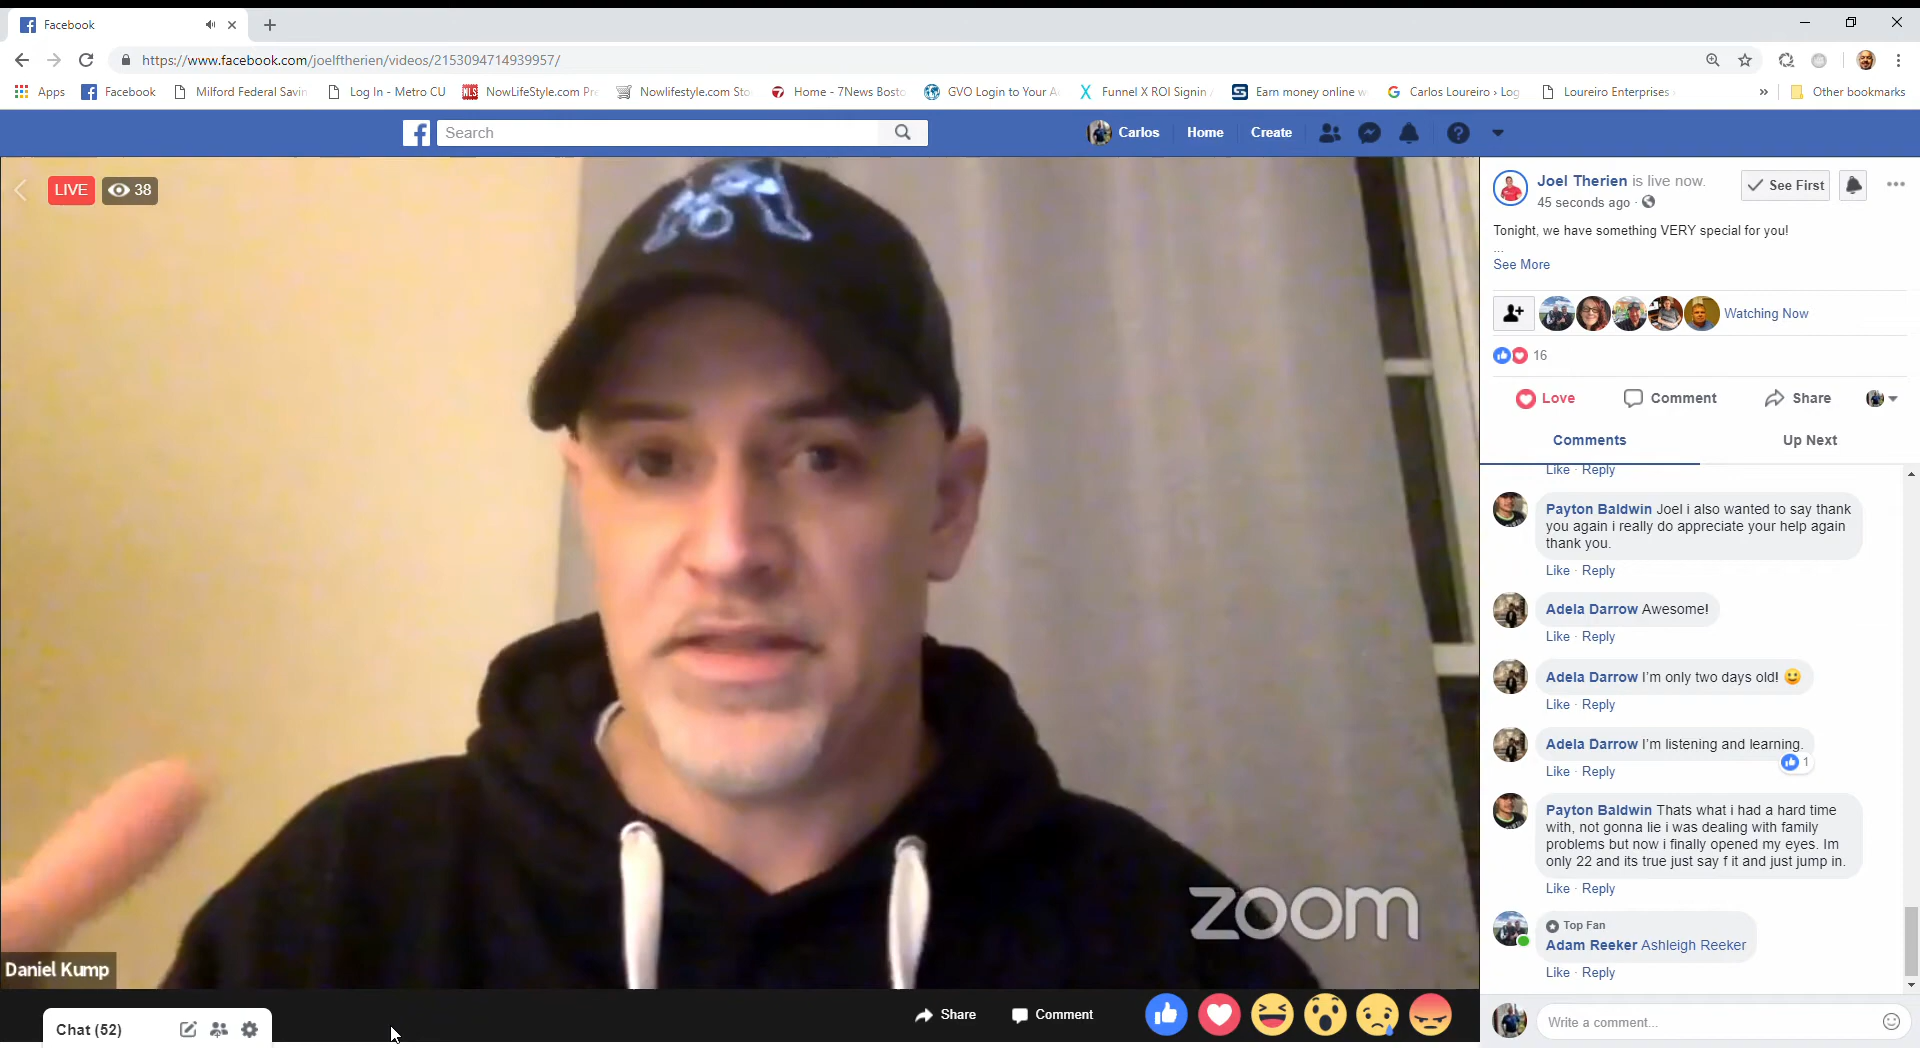 Facebook
https://www.facebook.com/joelftherien/videos/2153094714939957/
Apps
Facebook
Milford Federal Savin
Log In - Metro CU
NLS
NowLifeStyle.com Pre
Nowlifestyle.com Sto
Home - 7News Bosto
GVO Login to Your A
Funnel X ROI Signin
Earn money online w
Carlos Loureiro › Log
Loureiro Enterprises
»
Other bookmarks
Search
Carlos
Home
Create
LIVE
38
Joel Therien is live now.
45 seconds ago ·
See First
Tonight, we have something VERY special for you!
...
See More
Watching Now
16
Love
Comment
Share
Comments
Up Next
Like · Reply
Payton Baldwin Joel i also wanted to say thank
you again i really do appreciate your help again
thank you.
Like · Reply
Adela Darrow Awesome!
Like · Reply
Adela Darrow I'm only two days old! 🙂
Like · Reply
Adela Darrow I'm listening and learning.
1
Like · Reply
Payton Baldwin Thats what i had a hard time
with, not gonna lie i was dealing with family
problems but now i finally opened my eyes. Im
only 22 and its true just say f it and just jump in.
Like · Reply
Top Fan
Adam Reeker Ashleigh Reeker
Like · Reply
Write a comment...
zoom
Daniel Kump
Chat (52)
Share
Comment